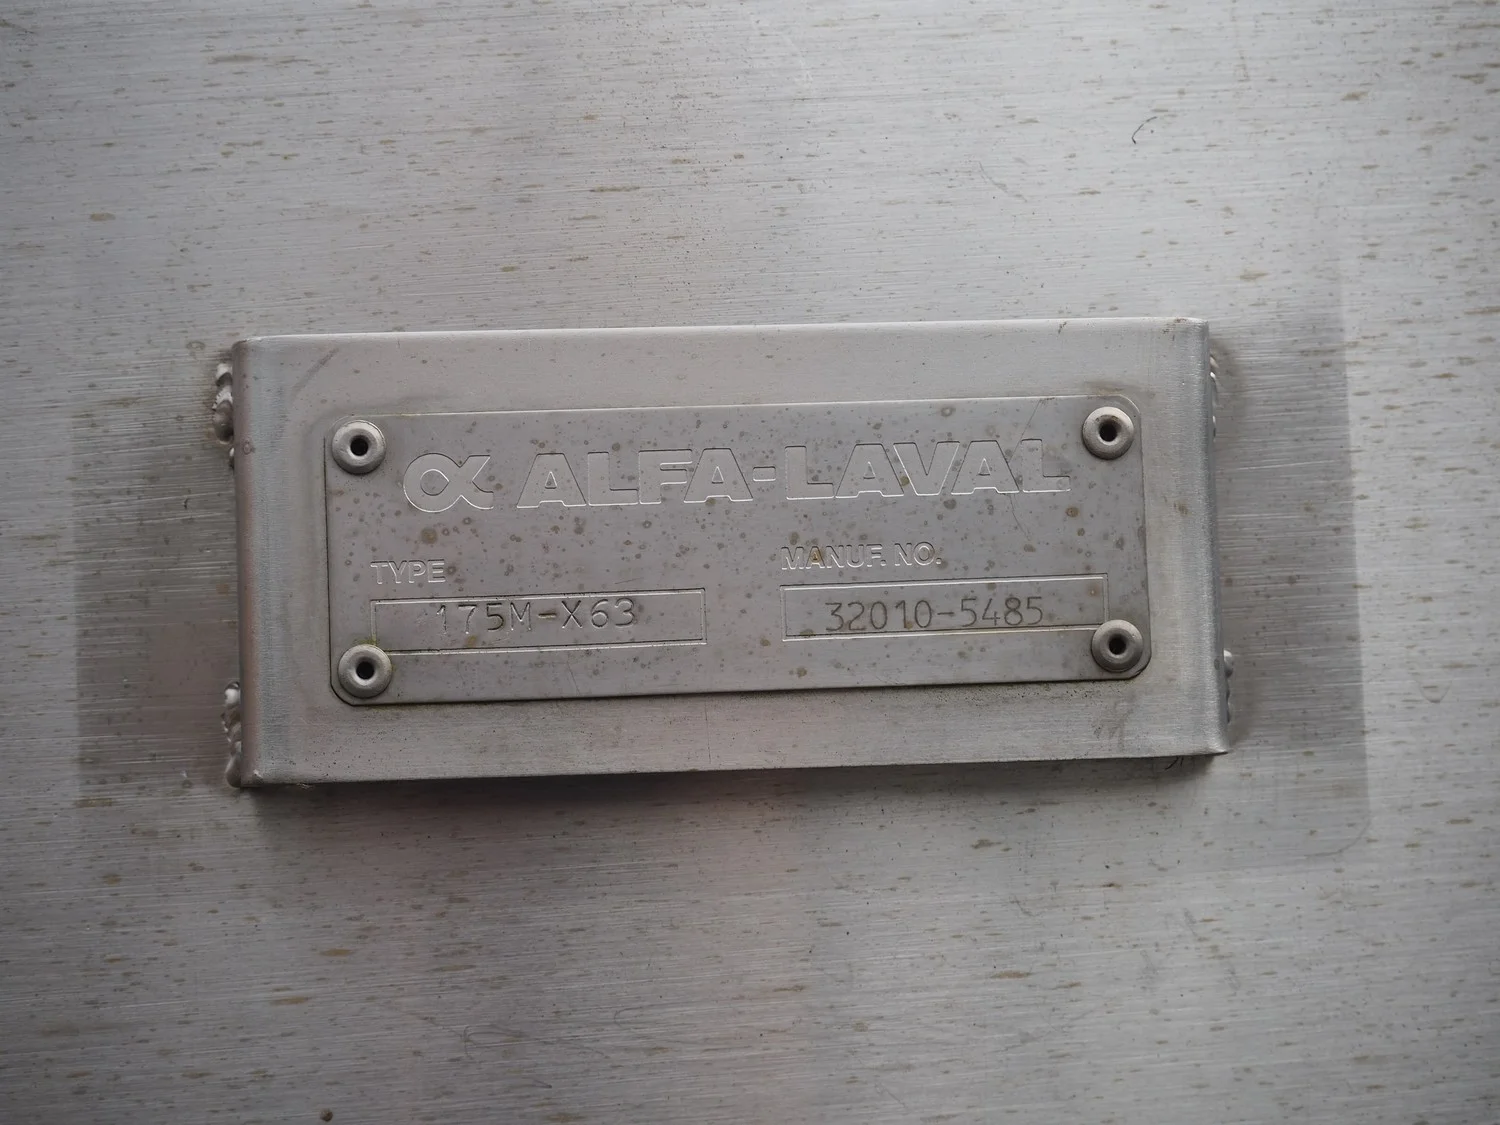 α ALFA-LAVAL
TYPE
MANUF. NO.
175M-X63
32010-5485